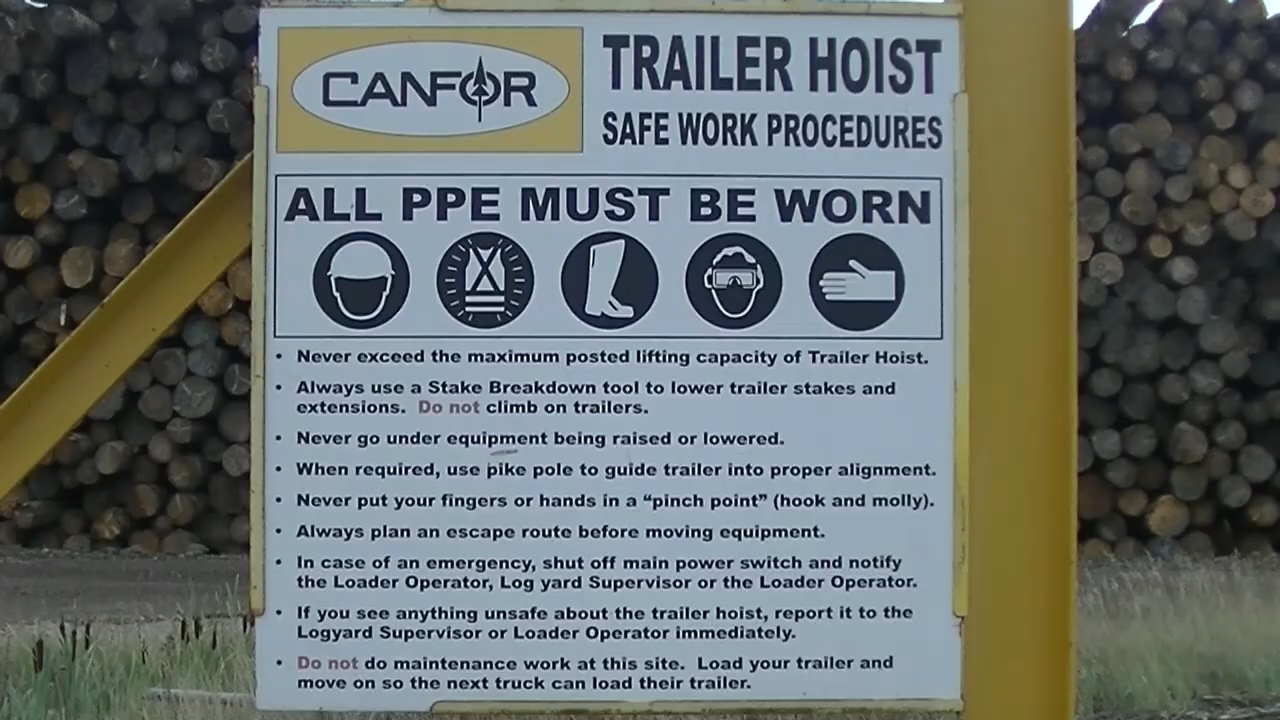 CANFOR
TRAILER HOIST
SAFE WORK PROCEDURES
ALL PPE MUST BE WORN
• Never exceed the maximum posted lifting capacity of Trailer Hoist.
• Always use a Stake Breakdown tool to lower trailer stakes and
extensions. Do not climb on trailers.
• Never go under equipment being raised or lowered.
• When required, use pike pole to guide trailer into proper alignment.
• Never put your fingers or hands in a “pinch point” (hook and molly).
• Always plan an escape route before moving equipment.
• In case of an emergency, shut off main power switch and notify
the Loader Operator, Log yard Supervisor or the Loader Operator.
• If you see anything unsafe about the trailer hoist, report it to the
Logyard Supervisor or Loader Operator immediately.
• Do not do maintenance work at this site. Load your trailer and
move on so the next truck can load their trailer.